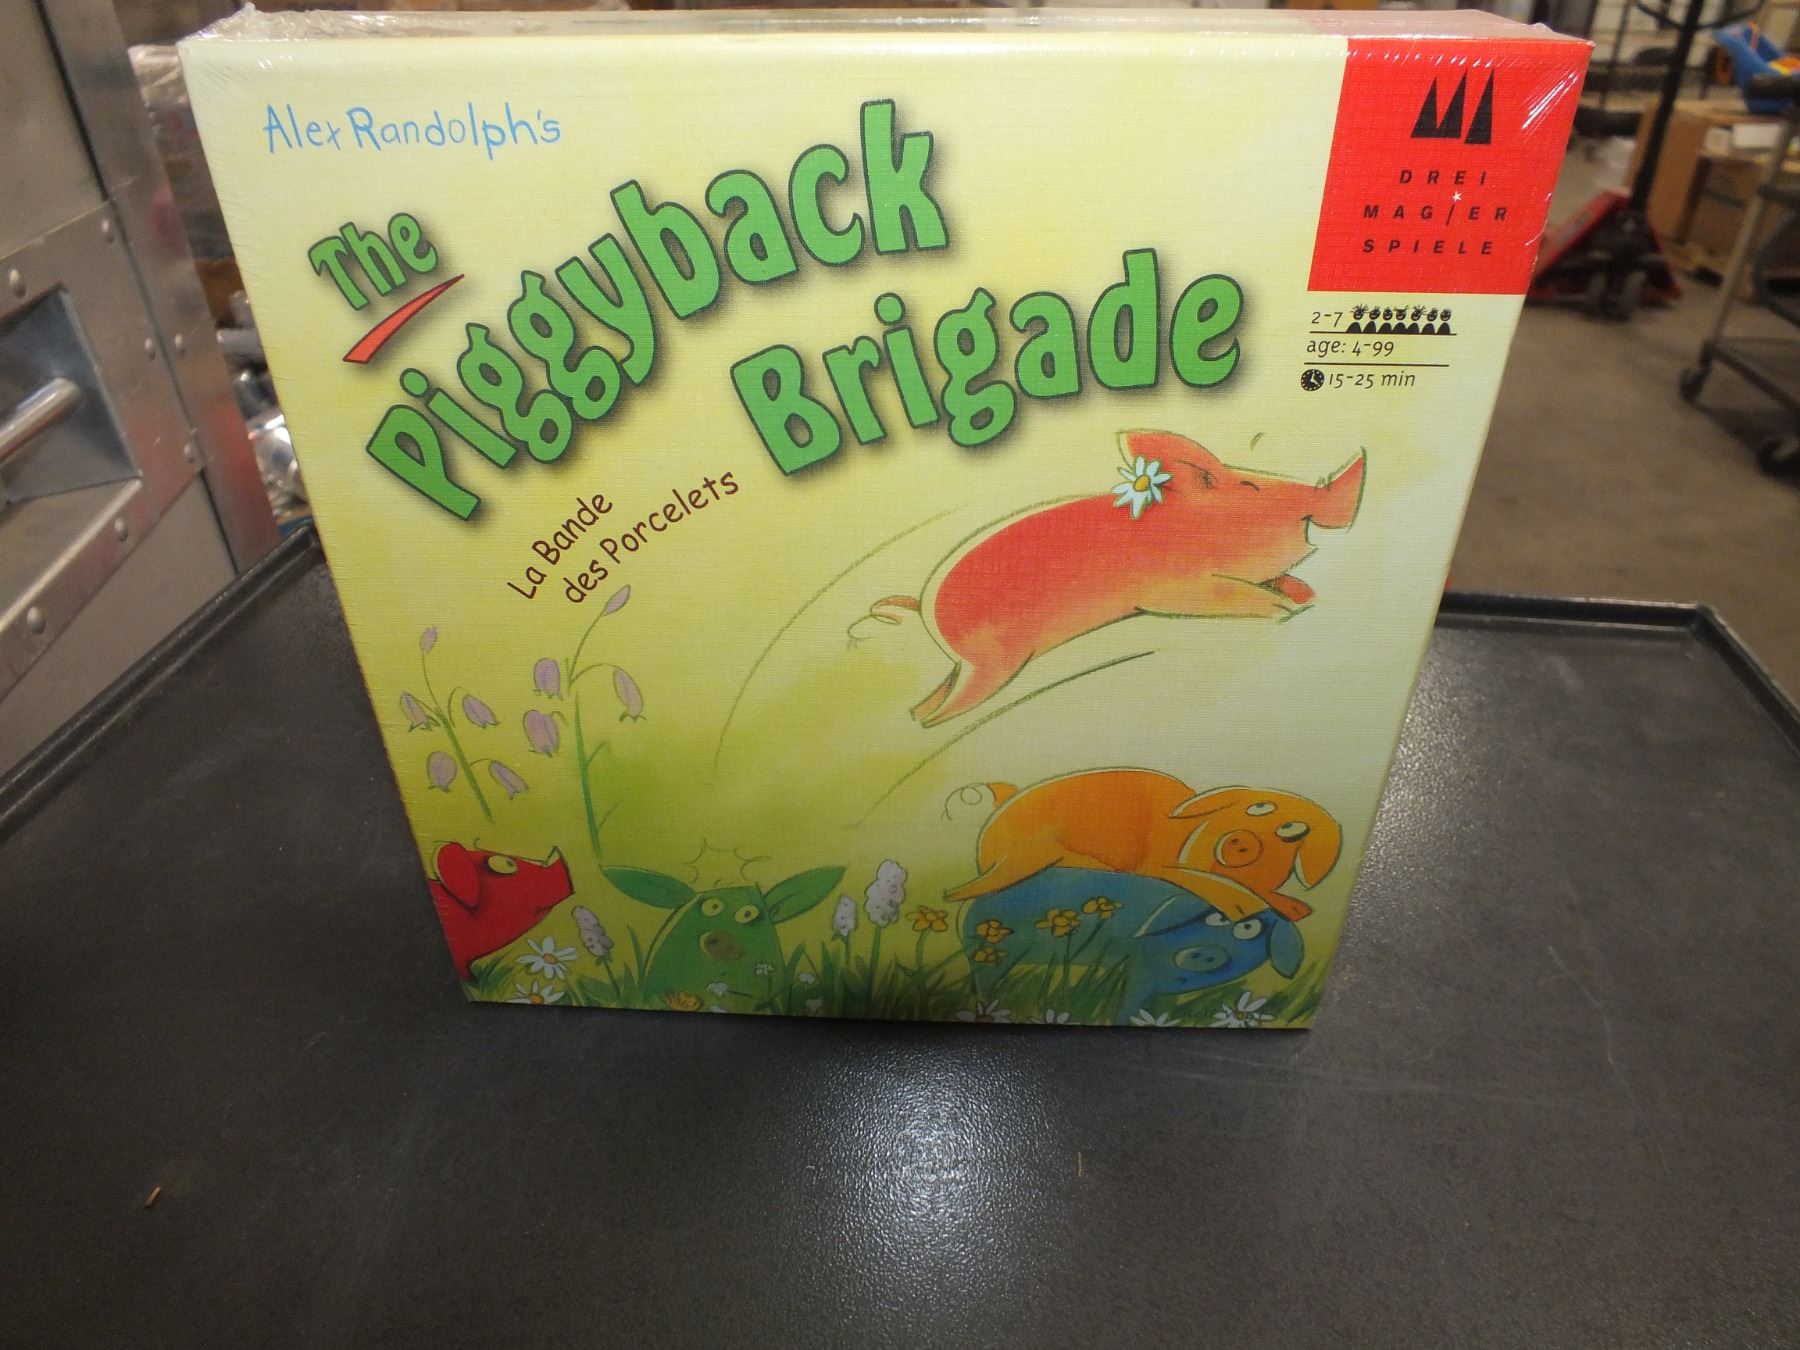 Alex Randolph's
The
Piggyback
Brigade
La Bande
des Porcelets
DREI
MAGIER
SPIELE
2-7
age: 4-99
15-25 min